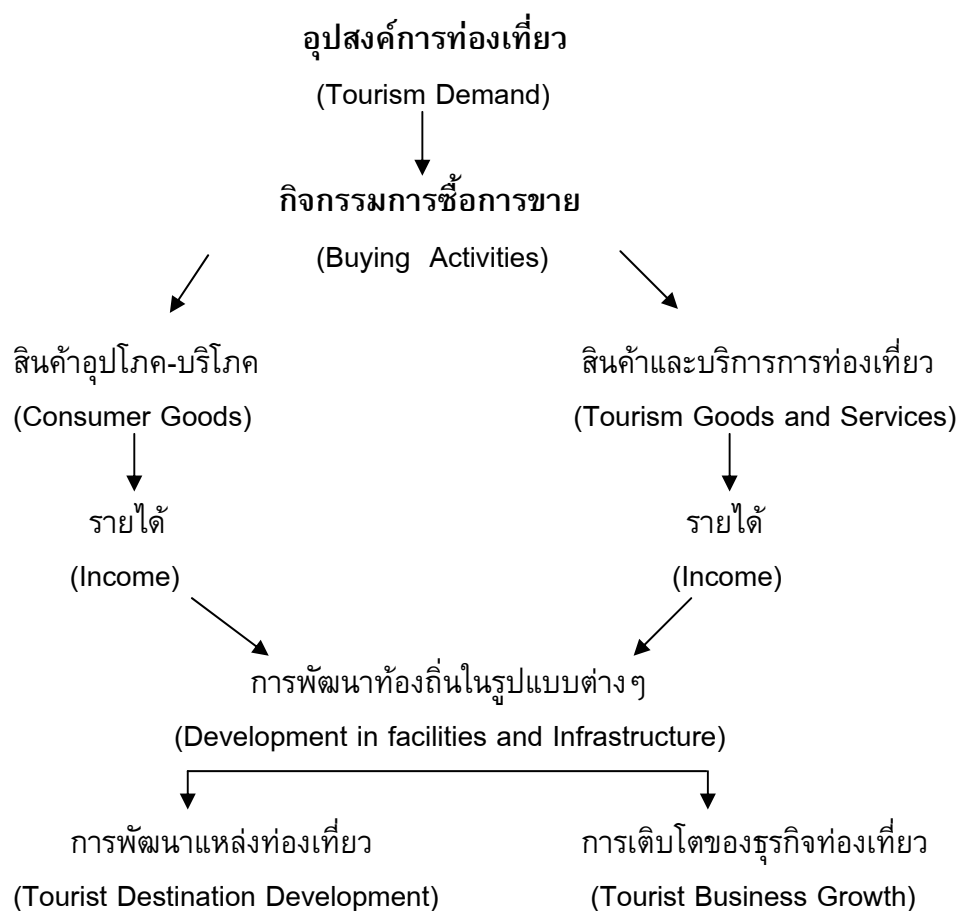 อุปสงค์การท่องเที่ยว
(Tourism Demand)
กิจกรรมการซื้อการขาย
(Buying Activities)
สินค้าอุปโภค-บริโภค
(Consumer Goods)
สินค้าและบริการการท่องเที่ยว
(Tourism Goods and Services)
รายได้
(Income)
รายได้
(Income)
การพัฒนาท้องถิ่นในรูปแบบต่างๆ
(Development in facilities and Infrastructure)
การพัฒนาแหล่งท่องเที่ยว
(Tourist Destination Development)
การเติบโตของธุรกิจท่องเที่ยว
(Tourist Business Growth)